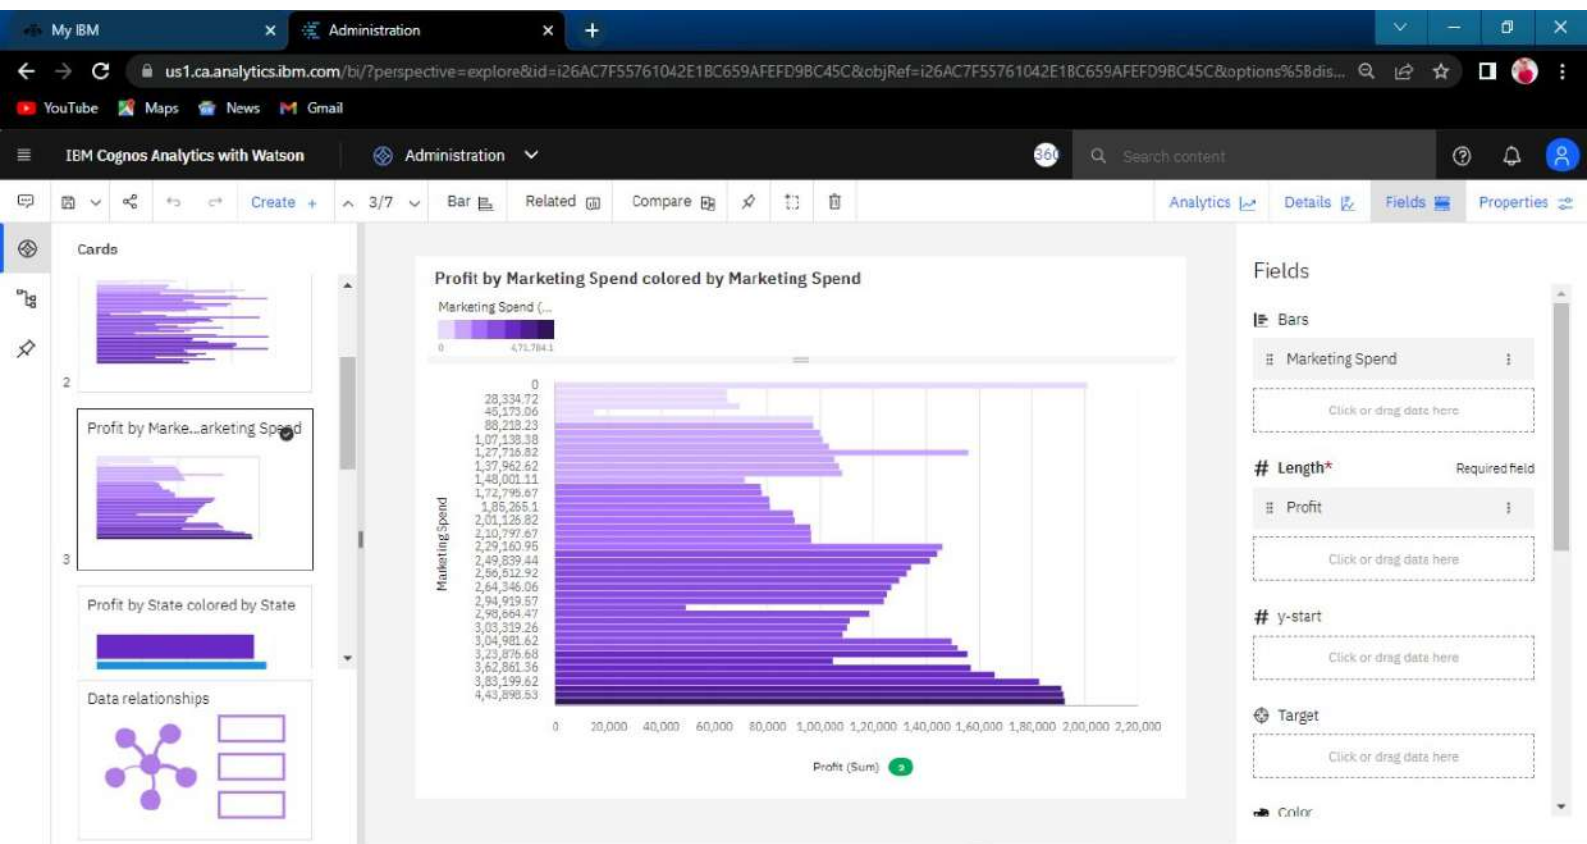 My IBM
Administration
us1.ca.analytics.ibm.com/bi/?perspective=explore&id=i26AC7F55761042E1BC659AFEFD9BC45C&objRef=i26AC7F55761042E1BC659AFEFD9BC45C&options%5Bdis...
YouTube Maps News Gmail
IBM Cognos Analytics with Watson Administration 360 Search content
Create + 3/7 Bar Related Compare Analytics Details Fields Properties
Cards
2
Profit by Marke...arketing Spend
3
Profit by State colored by State
Data relationships
Profit by Marketing Spend colored by Marketing Spend
Marketing Spend (...
0 4,71,784.1
Marketing Spend
0
28,334.72
45,173.06
88,218.23
1,07,138.38
1,27,716.82
1,37,962.62
1,48,001.11
1,72,795.67
1,85,265.1
2,01,126.82
2,10,797.67
2,29,160.95
2,49,839.44
2,56,512.92
2,64,346.06
2,94,919.57
2,98,664.47
3,03,319.26
3,04,981.62
3,23,876.68
3,62,861.36
3,83,199.62
4,43,898.53
0 20,000 40,000 60,000 80,000 1,00,000 1,20,000 1,40,000 1,60,000 1,80,000 2,00,000 2,20,000
Profit (Sum) 2
Fields
Bars
Marketing Spend
Click or drag data here
# Length* Required field
Profit
Click or drag data here
# y-start
Click or drag data here
Target
Click or drag data here
Color